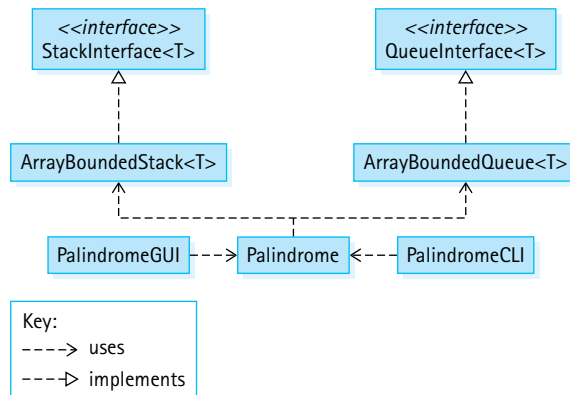 <<interface>>
StackInterface<T>
<<interface>>
QueueInterface<T>
ArrayBoundedStack<T>
ArrayBoundedQueue<T>
PalindromeGUI
Palindrome
PalindromeCLI
Key:
uses
implements